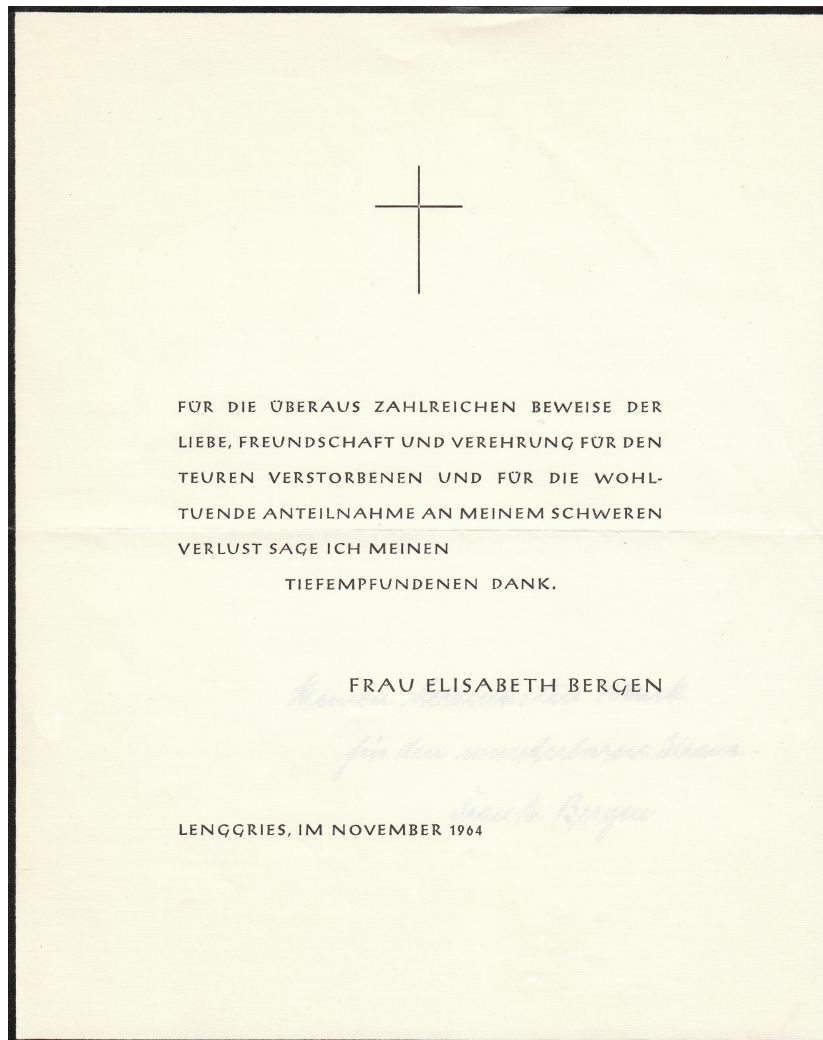 FÜR DIE ÜBERAUS ZAHLREICHEN BEWEISE DER
LIEBE, FREUNDSCHAFT UND VEREHRUNG FÜR DEN
TEUREN VERSTORBENEN UND FÜR DIE WOHL-
TUENDE ANTEILNAHME AN MEINEM SCHWEREN
VERLUST SAGE ICH MEINEN
TIEFEMPFUNDENEN DANK.
FRAU ELISABETH BERGEN
Meinen Dank
für den wunderbaren Kranz.
Frau E. Bergen
LENGGRIES, IM NOVEMBER 1964